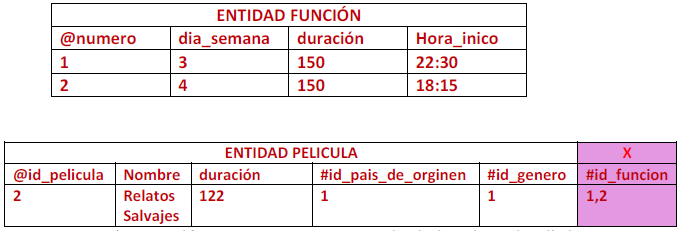 ENTIDAD FUNCIÓN
@numero dia_semana duración Hora_inico
1 3 150 22:30
2 4 150 18:15
ENTIDAD PELICULA X
@id_pelicula Nombre duración #id_pais_de_orginen #id_genero #id_funcion
2 Relatos 122 1 1 1,2
Salvajes